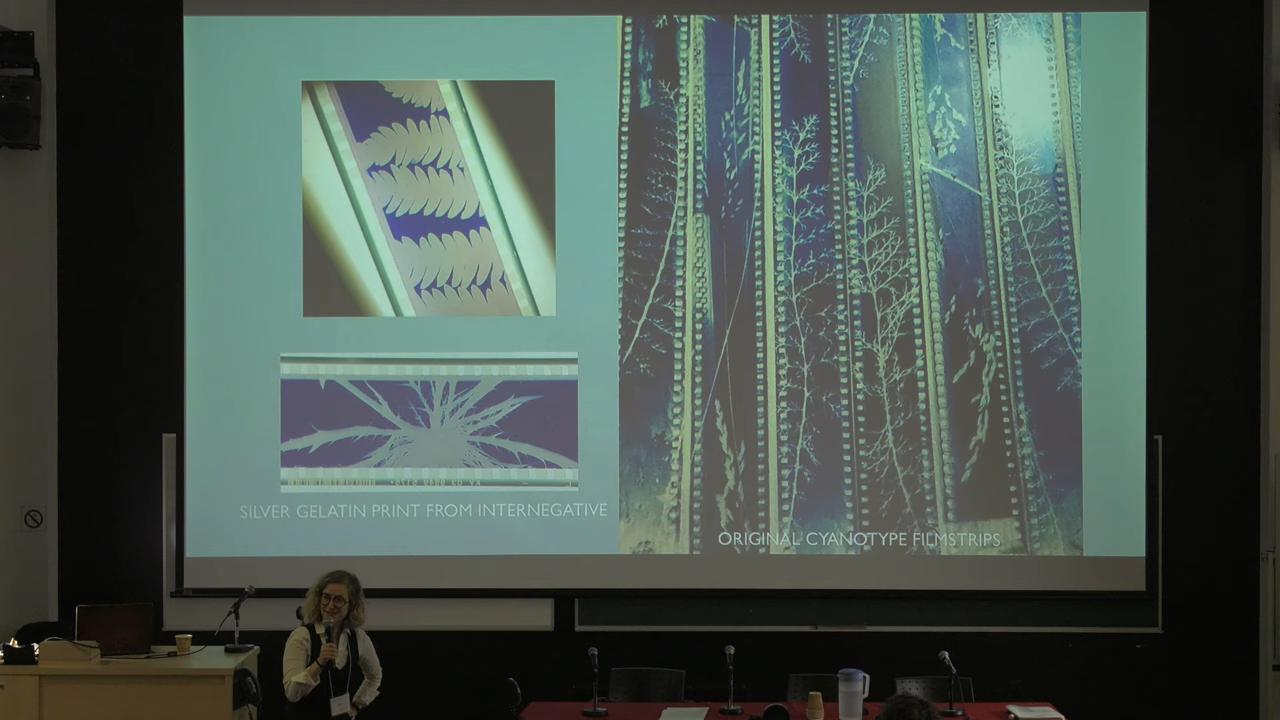 SILVER GELATIN PRINT FROM INTERNEGATIVE
ORIGINAL CYANOTYPE FILMSTRIPS